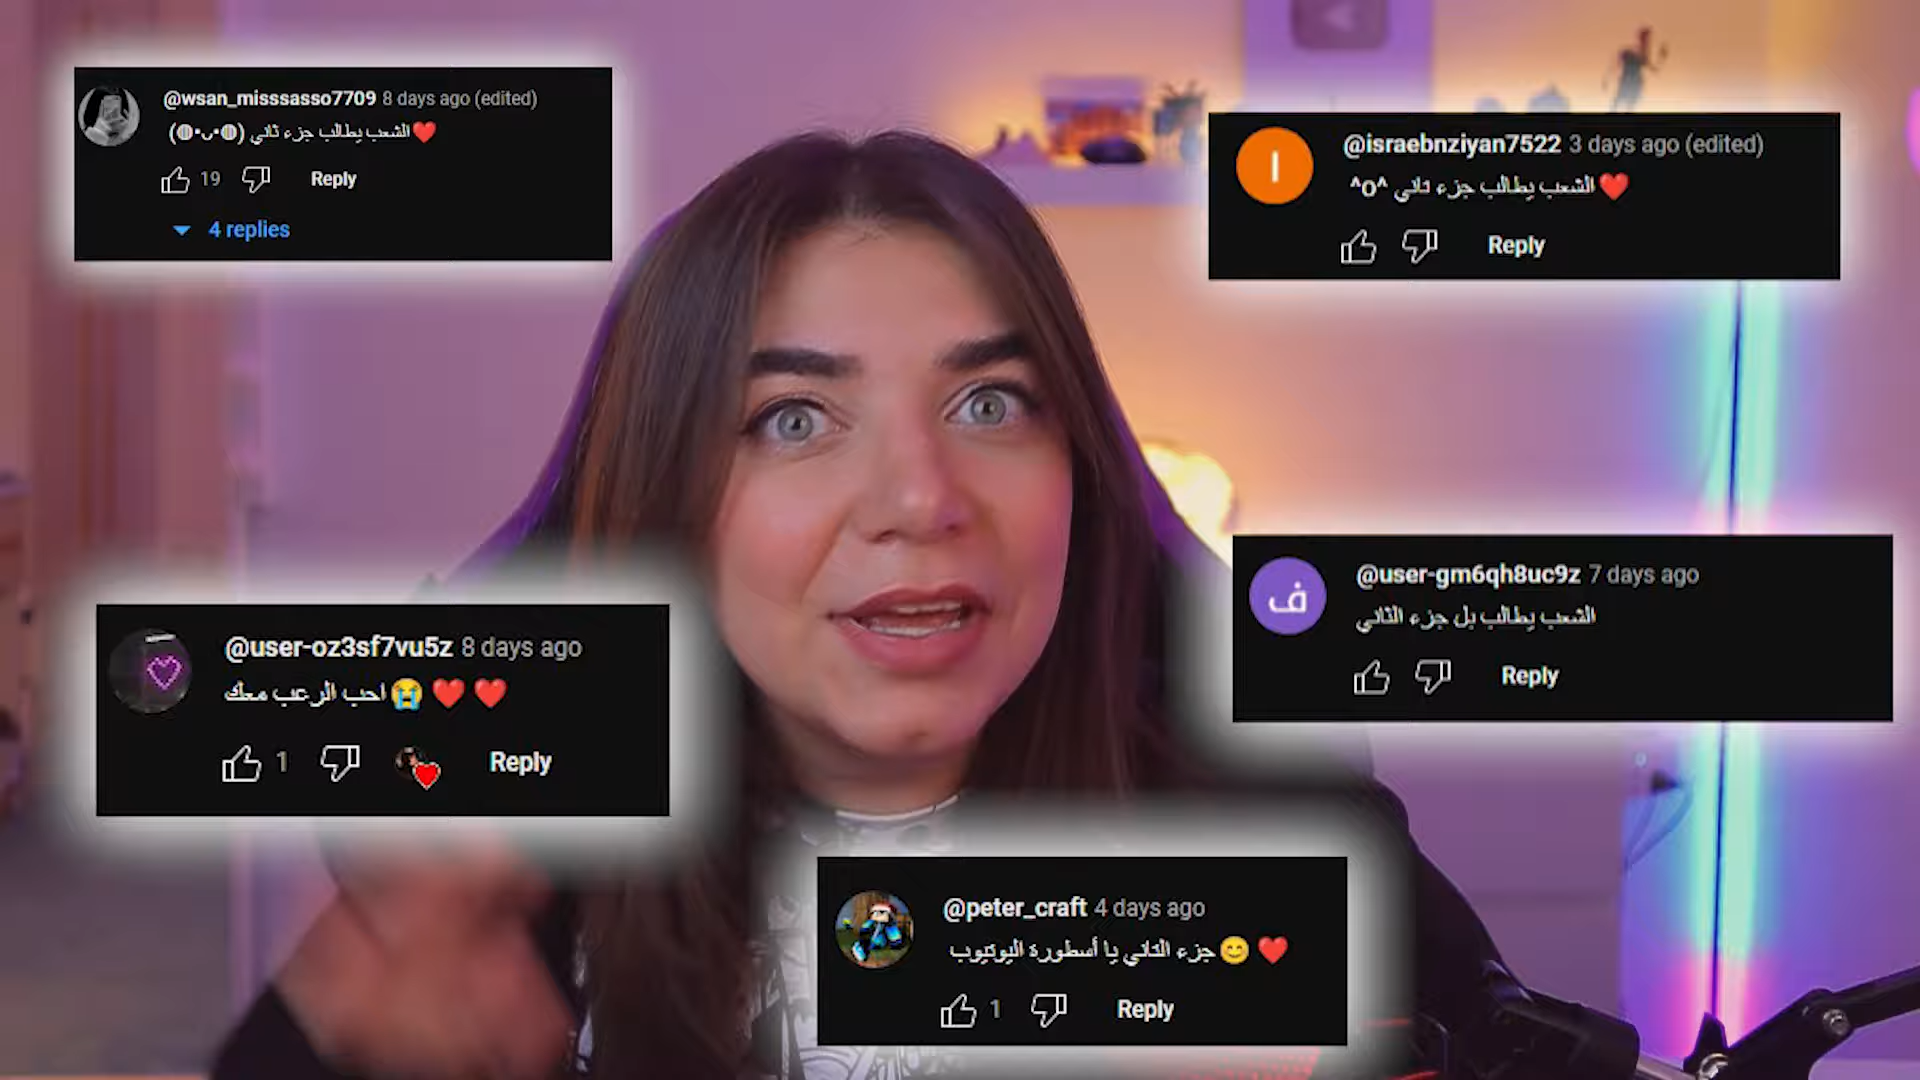 @wsan_misssasso7709 8 days ago (edited)
الشعب يطالب جزء ثاني (◍•ᴗ•◍)❤️
19 Reply
4 replies
@israebnziyan7522 3 days ago (edited)
الشعب يطالب جزء تاني ^o^❤️
Reply
@user-gm6qh8uc9z 7 days ago
الشعب يطالب بل جزء الثاني
ف
I
Reply
@user-oz3sf7vu5z 8 days ago
احب الرعب معك😭❤️❤️
1 Reply
@peter_craft 4 days ago
جزء التاني يا أسطورة اليوتيوب😊❤️
1 Reply